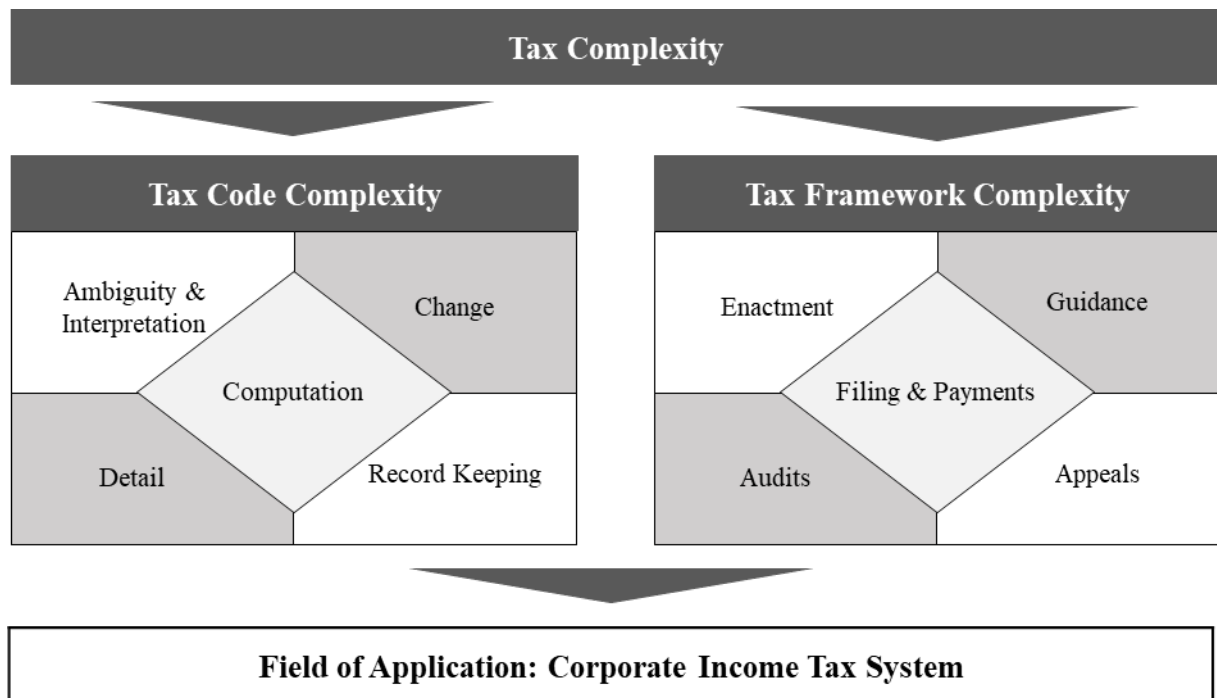 Tax Complexity
Tax Code Complexity
Ambiguity &
Interpretation
Change
Computation
Detail
Record Keeping
Tax Framework Complexity
Enactment
Guidance
Filing & Payments
Audits
Appeals
Field of Application: Corporate Income Tax System